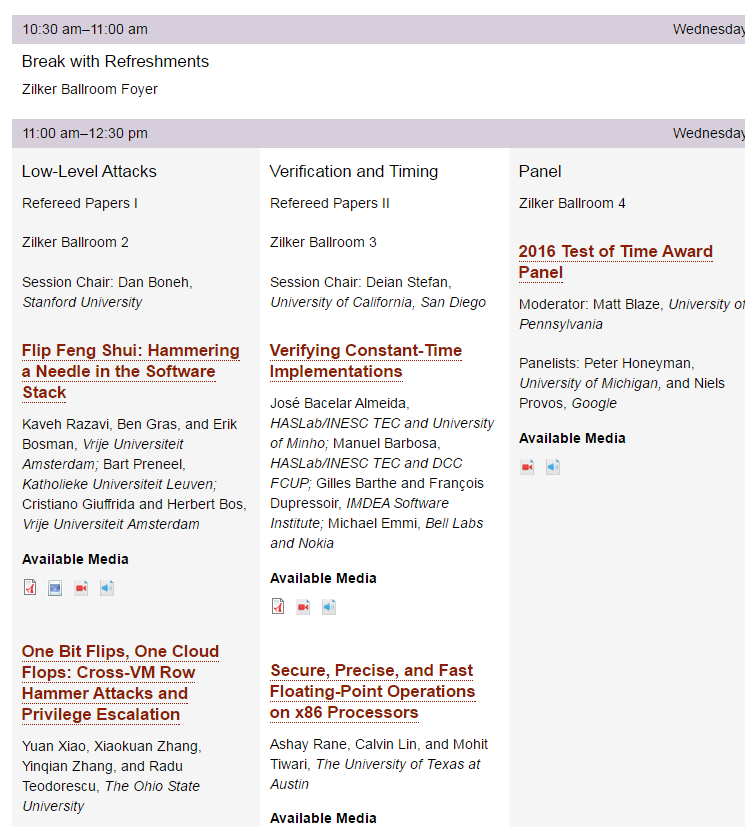 10:30 am–11:00 am Wednesday
Break with Refreshments
Zilker Ballroom Foyer
11:00 am–12:30 pm Wednesday
Low-Level Attacks
Refereed Papers I
Zilker Ballroom 2
Session Chair: Dan Boneh,
Stanford University
Flip Feng Shui: Hammering
a Needle in the Software
Stack
Kaveh Razavi, Ben Gras, and Erik
Bosman, Vrije Universiteit
Amsterdam; Bart Preneel,
Katholieke Universiteit Leuven;
Cristiano Giuffrida and Herbert Bos,
Vrije Universiteit Amsterdam
Available Media
One Bit Flips, One Cloud
Flops: Cross-VM Row
Hammer Attacks and
Privilege Escalation
Yuan Xiao, Xiaokuan Zhang,
Yinqian Zhang, and Radu
Teodorescu, The Ohio State
University
Verification and Timing
Refereed Papers II
Zilker Ballroom 3
Session Chair: Deian Stefan,
University of California, San Diego
Verifying Constant-Time
Implementations
José Bacelar Almeida,
HASLab/INESC TEC and University
of Minho; Manuel Barbosa,
HASLab/INESC TEC and DCC
FCUP; Gilles Barthe and François
Dupressoir, IMDEA Software
Institute; Michael Emmi, Bell Labs
and Nokia
Available Media
Secure, Precise, and Fast
Floating-Point Operations
on x86 Processors
Ashay Rane, Calvin Lin, and Mohit
Tiwari, The University of Texas at
Austin
Available Media
Panel
Zilker Ballroom 4
2016 Test of Time Award
Panel
Moderator: Matt Blaze, University of
Pennsylvania
Panelists: Peter Honeyman,
University of Michigan, and Niels
Provos, Google
Available Media